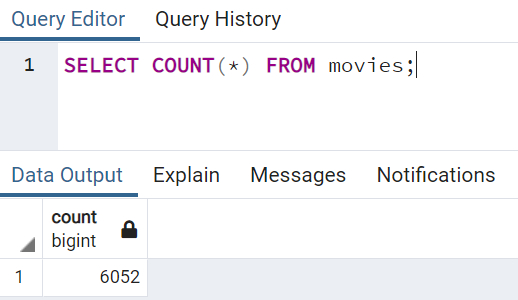 Query Editor Query History
1 SELECT COUNT(*) FROM movies;
Data Output Explain Messages Notifications
count
bigint
1 6052